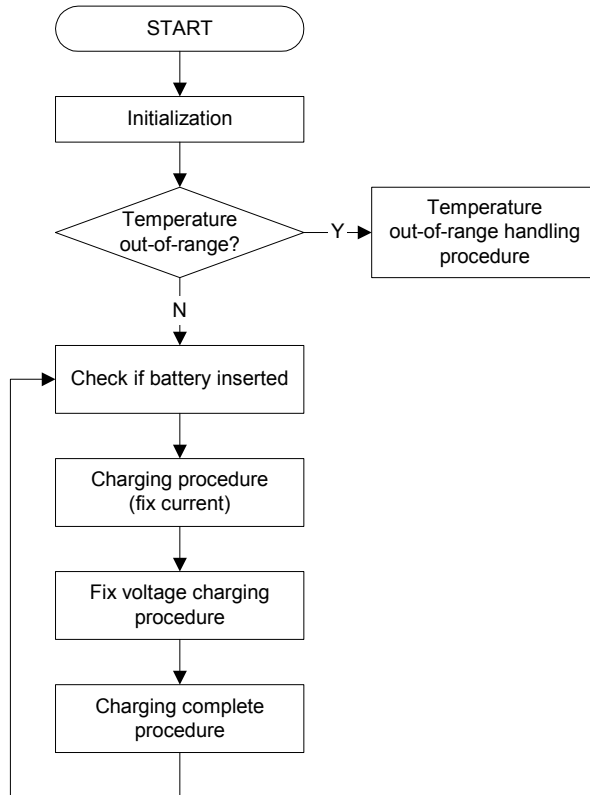 START
Initialization
Temperature
out-of-range?
Y
Temperature
out-of-range handling
procedure
N
Check if battery inserted
Charging procedure
(fix current)
Fix voltage charging
procedure
Charging complete
procedure